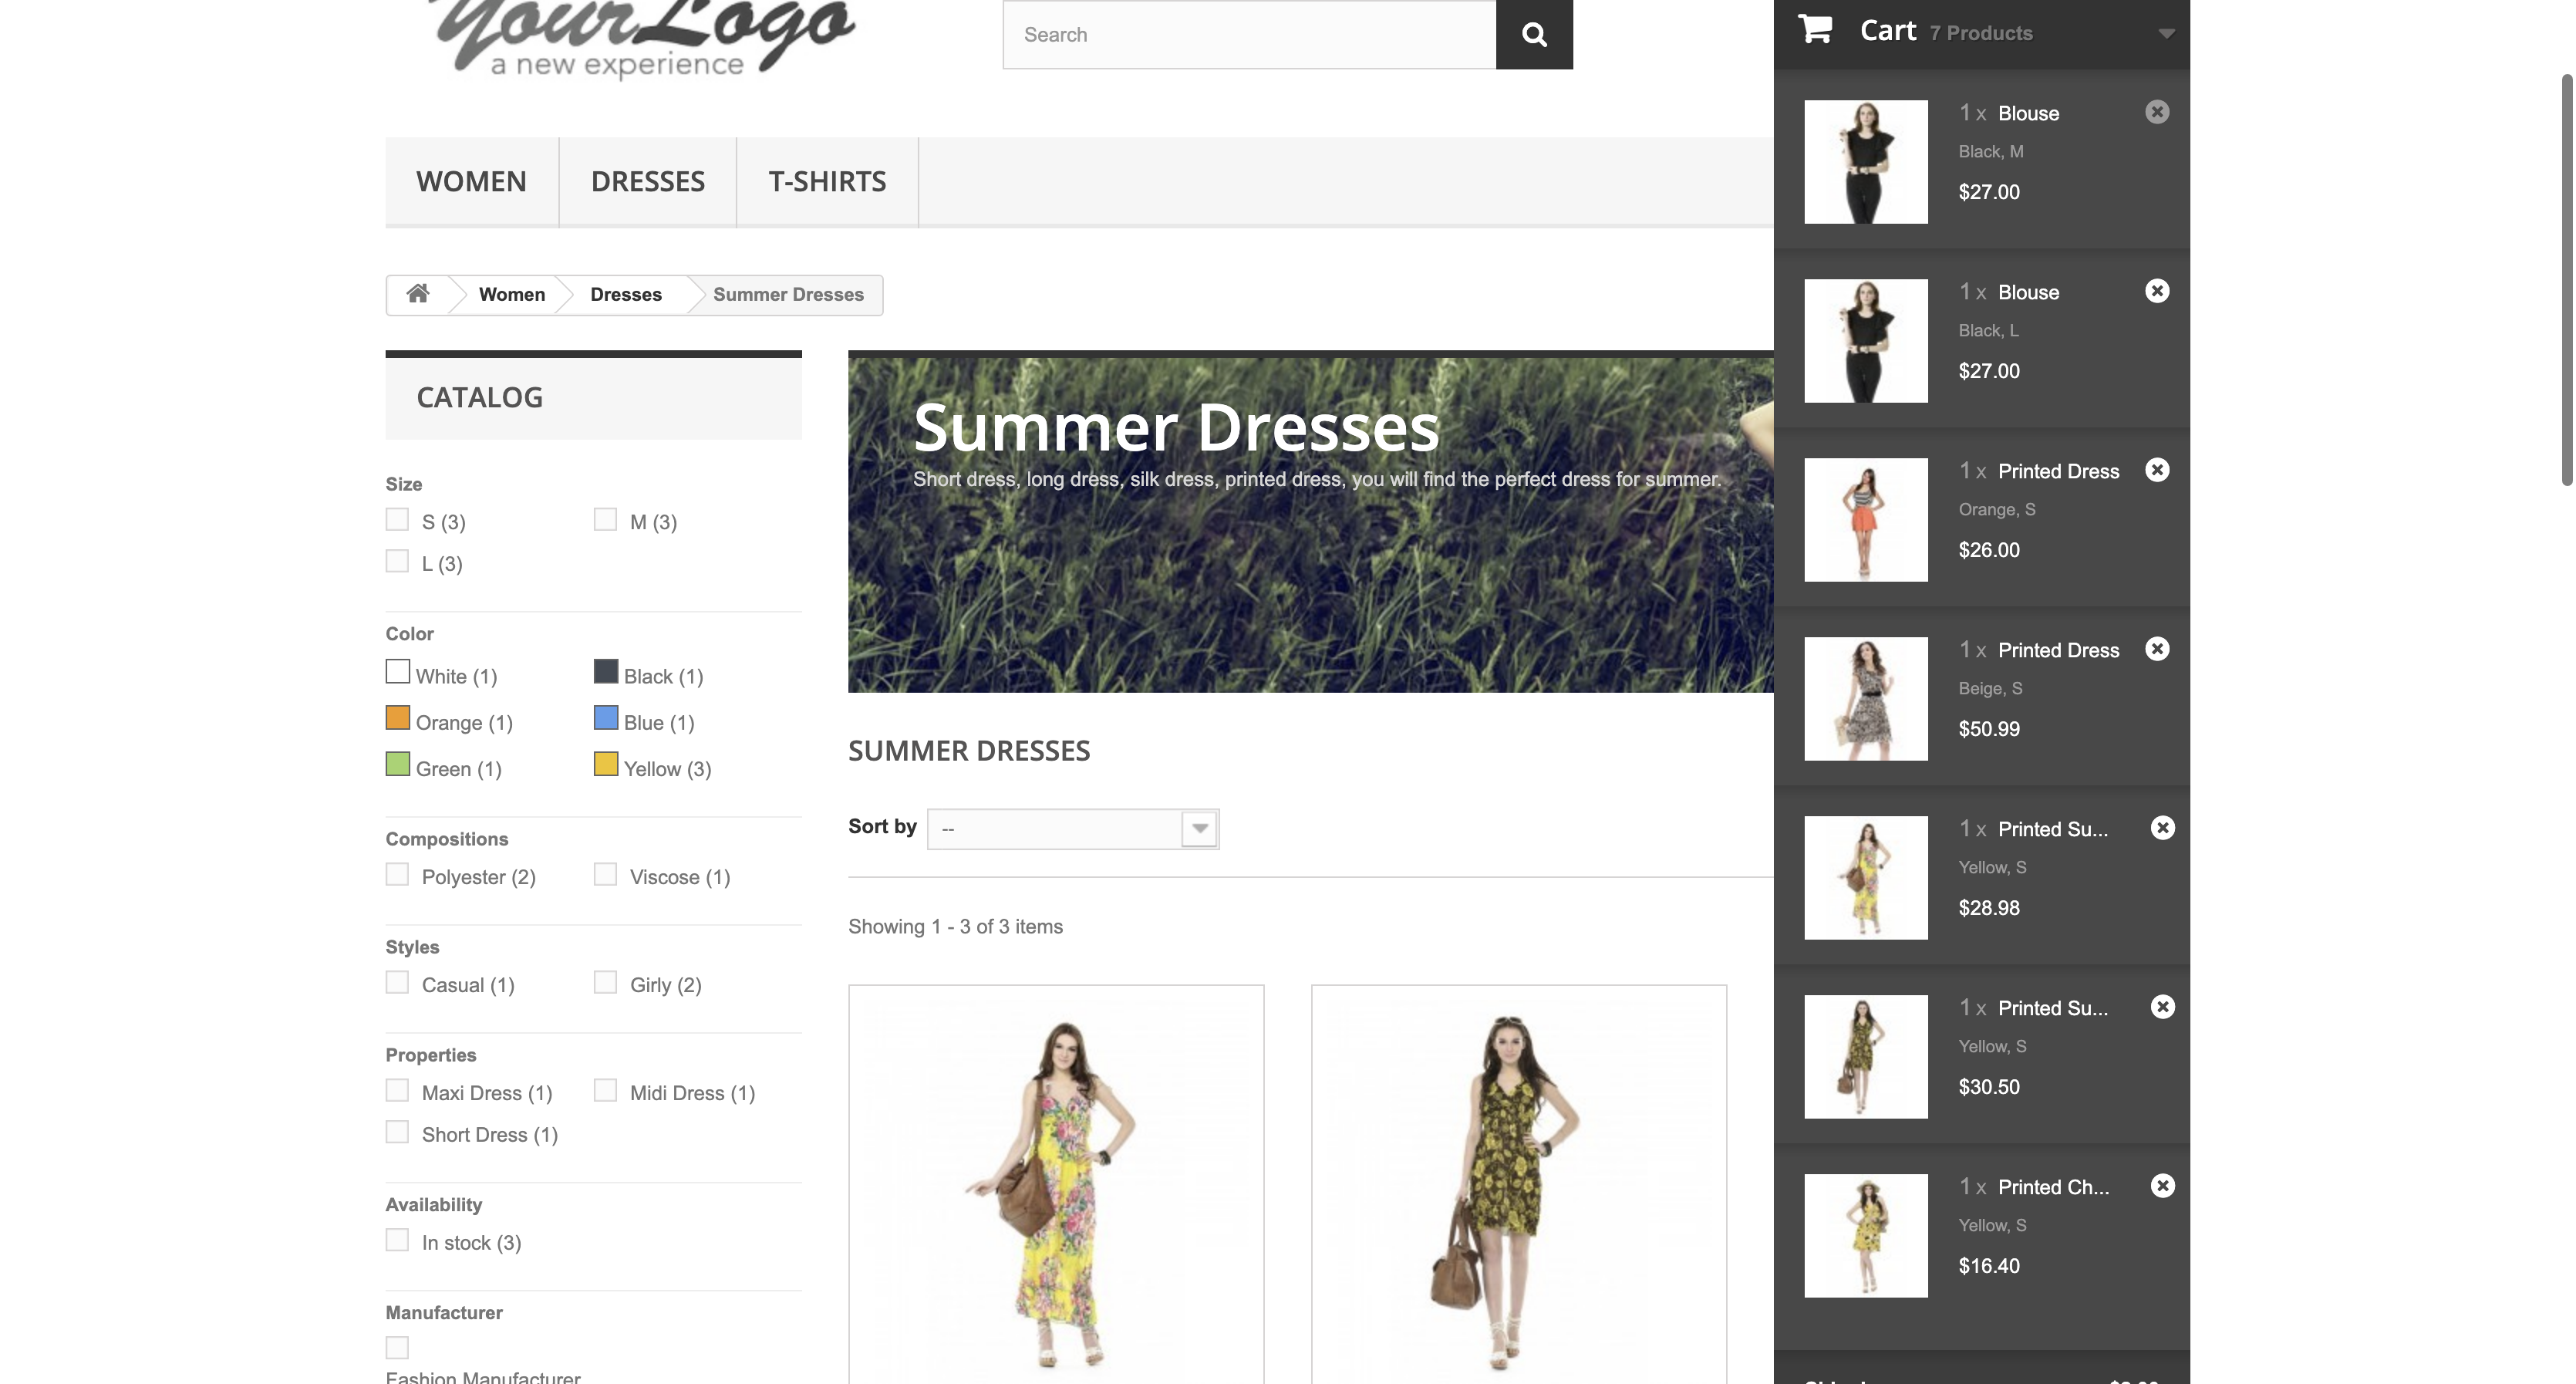 YourLogo
a new experience
Search
Cart 7 Products
1 x Blouse
Black, M
$27.00
1 x Blouse
Black, L
$27.00
1 x Printed Dress
Orange, S
$26.00
1 x Printed Dress
Beige, S
$50.99
1 x Printed Su...
Yellow, S
$28.98
1 x Printed Su...
Yellow, S
$30.50
1 x Printed Ch...
Yellow, S
$16.40
WOMEN
DRESSES
T-SHIRTS
Women
Dresses
Summer Dresses
CATALOG
Size
S (3)
M (3)
L (3)
Color
White (1)
Black (1)
Orange (1)
Blue (1)
Green (1)
Yellow (3)
Compositions
Polyester (2)
Viscose (1)
Styles
Casual (1)
Girly (2)
Properties
Maxi Dress (1)
Midi Dress (1)
Short Dress (1)
Availability
In stock (3)
Manufacturer
Fashion Manufacturer
Summer Dresses
Short dress, long dress, silk dress, printed dress, you will find the perfect dress for summer.
SUMMER DRESSES
Sort by --
Showing 1 - 3 of 3 items